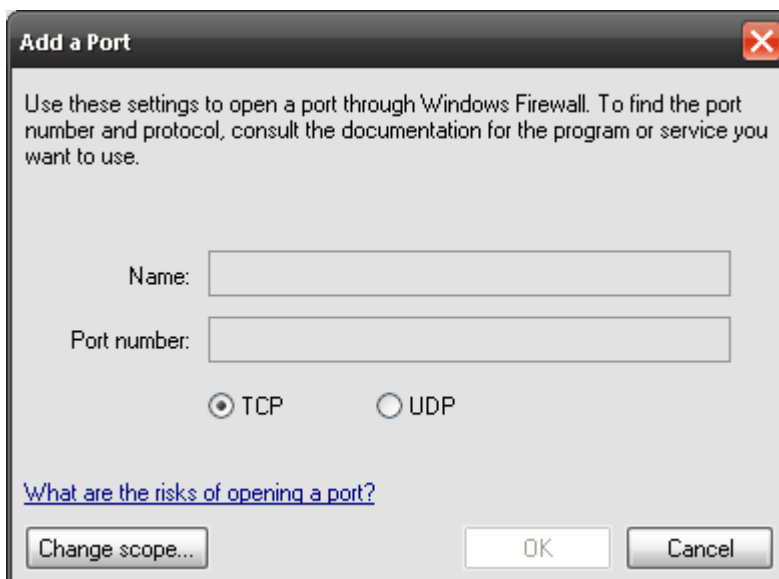 Add a Port
Use these settings to open a port through Windows Firewall. To find the port
number and protocol, consult the documentation for the program or service you
want to use.
Name:
Port number:
TCP UDP
What are the risks of opening a port?
Change scope... OK Cancel